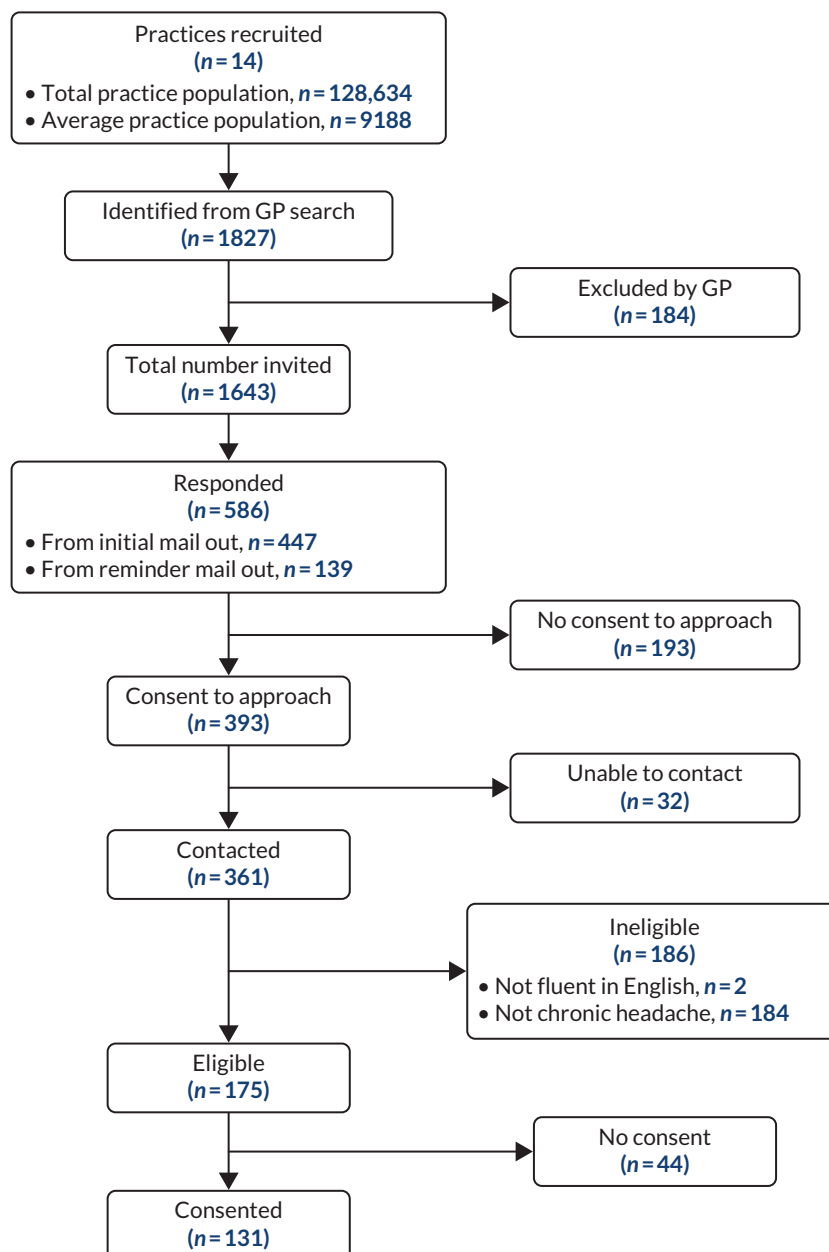 Practices recruited
(n = 14)
• Total practice population, n = 128,634
• Average practice population, n = 9188
Identified from GP search
(n = 1827)
Excluded by GP
(n = 184)
Total number invited
(n = 1643)
Responded
(n = 586)
• From initial mail out, n = 447
• From reminder mail out, n = 139
No consent to approach
(n = 193)
Consent to approach
(n = 393)
Unable to contact
(n = 32)
Contacted
(n = 361)
Ineligible
(n = 186)
• Not fluent in English, n = 2
• Not chronic headache, n = 184
Eligible
(n = 175)
No consent
(n = 44)
Consented
(n = 131)